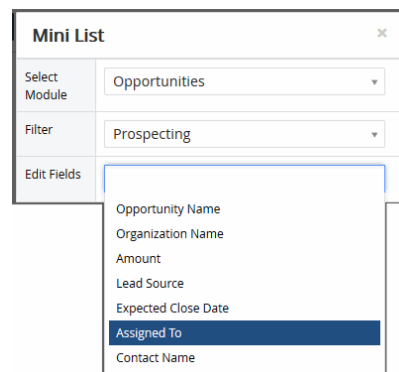 Mini List
×
Select
Module
Opportunities
Filter
Prospecting
Edit Fields
Opportunity Name
Organization Name
Amount
Lead Source
Expected Close Date
Assigned To
Contact Name